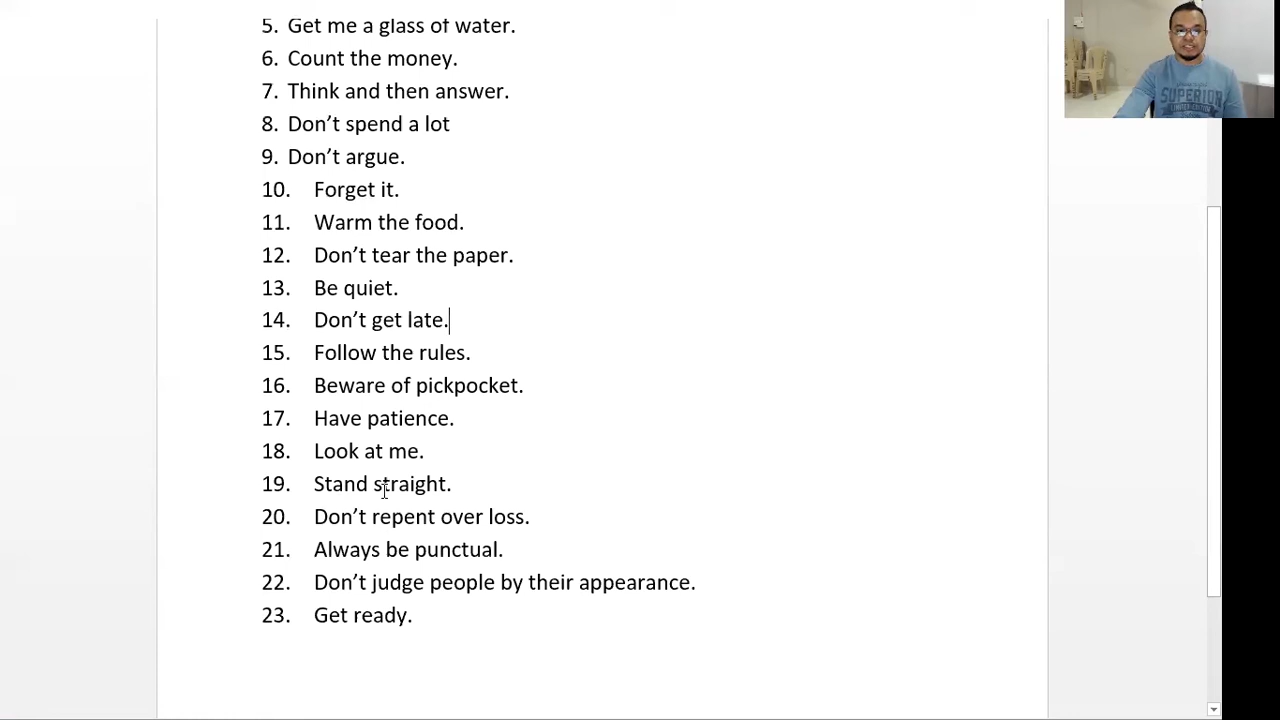 5. Get me a glass of water.
6. Count the money.
7. Think and then answer.
8. Don’t spend a lot
9. Don’t argue.
10. Forget it.
11. Warm the food.
12. Don’t tear the paper.
13. Be quiet.
14. Don’t get late.
15. Follow the rules.
16. Beware of pickpocket.
17. Have patience.
18. Look at me.
19. Stand straight.
20. Don’t repent over loss.
21. Always be punctual.
22. Don’t judge people by their appearance.
23. Get ready.
SUPERIOR